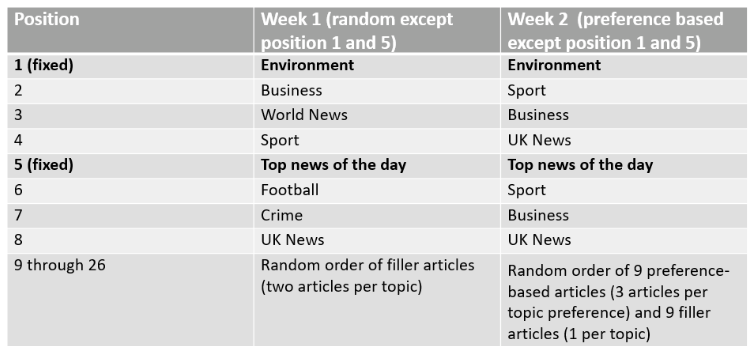 Position Week 1 (random except position 1 and 5) Week 2  (preference based except position 1 and 5)
1 (fixed) Environment Environment
2 Business Sport
3 World News Business
4 Sport UK News
5 (fixed) Top news of the day Top news of the day
6 Football Sport
7 Crime Business
8 UK News UK News
9 through 26 Random order of filler articles (two articles per topic) Random order of 9 preference-based articles (3 articles per topic preference) and 9 filler articles (1 per topic)